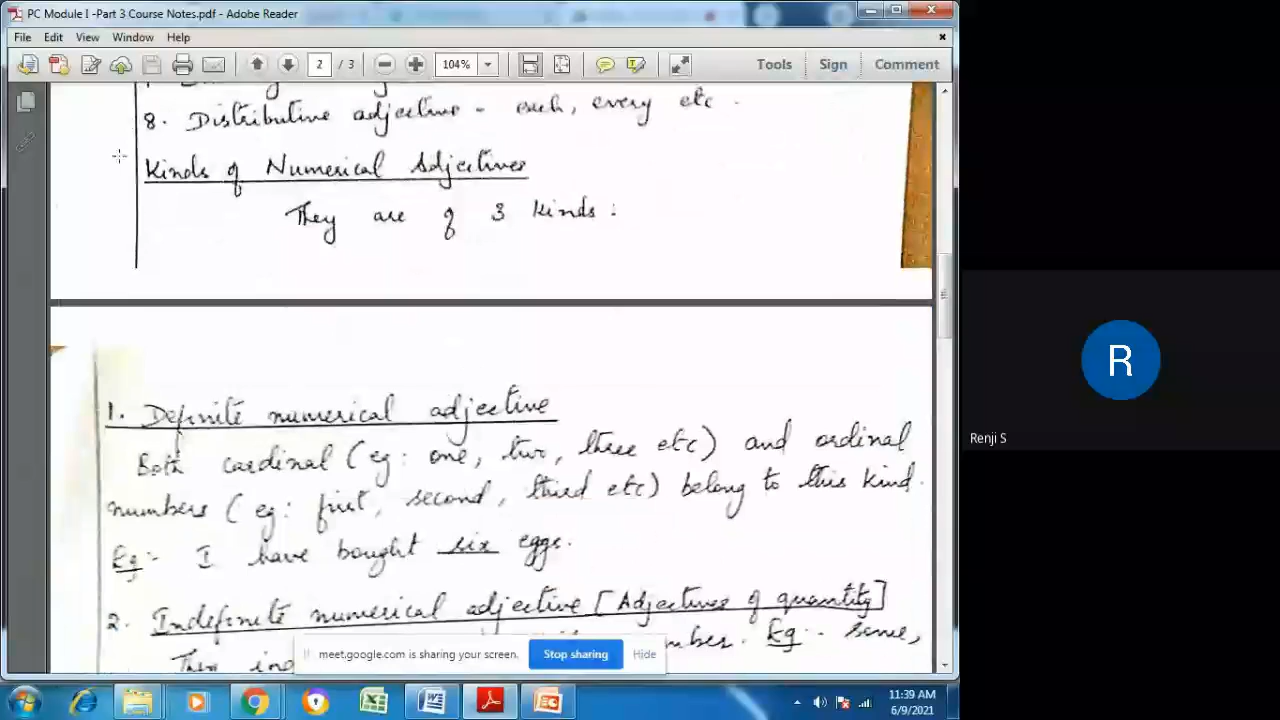 PC Module I -Part 3 Course Notes.pdf - Adobe Reader
File Edit View Window Help
2 / 3 104% Tools Sign Comment
8. Distributive adjective - each, every etc.
Kinds of Numerical Adjectives
They are of 3 kinds:
1. Definite numerical adjective
Both cardinal (eg: one, two, three etc) and ordinal
numbers (eg: first, second, third etc) belong to this kind.
Eg:- I have bought six eggs.
2. Indefinite numerical adjective [Adjectives of quantity]
Eg:- some,
They
meet.google.com is sharing your screen. Stop sharing Hide
R
Renji S
11:39 AM
6/9/2021